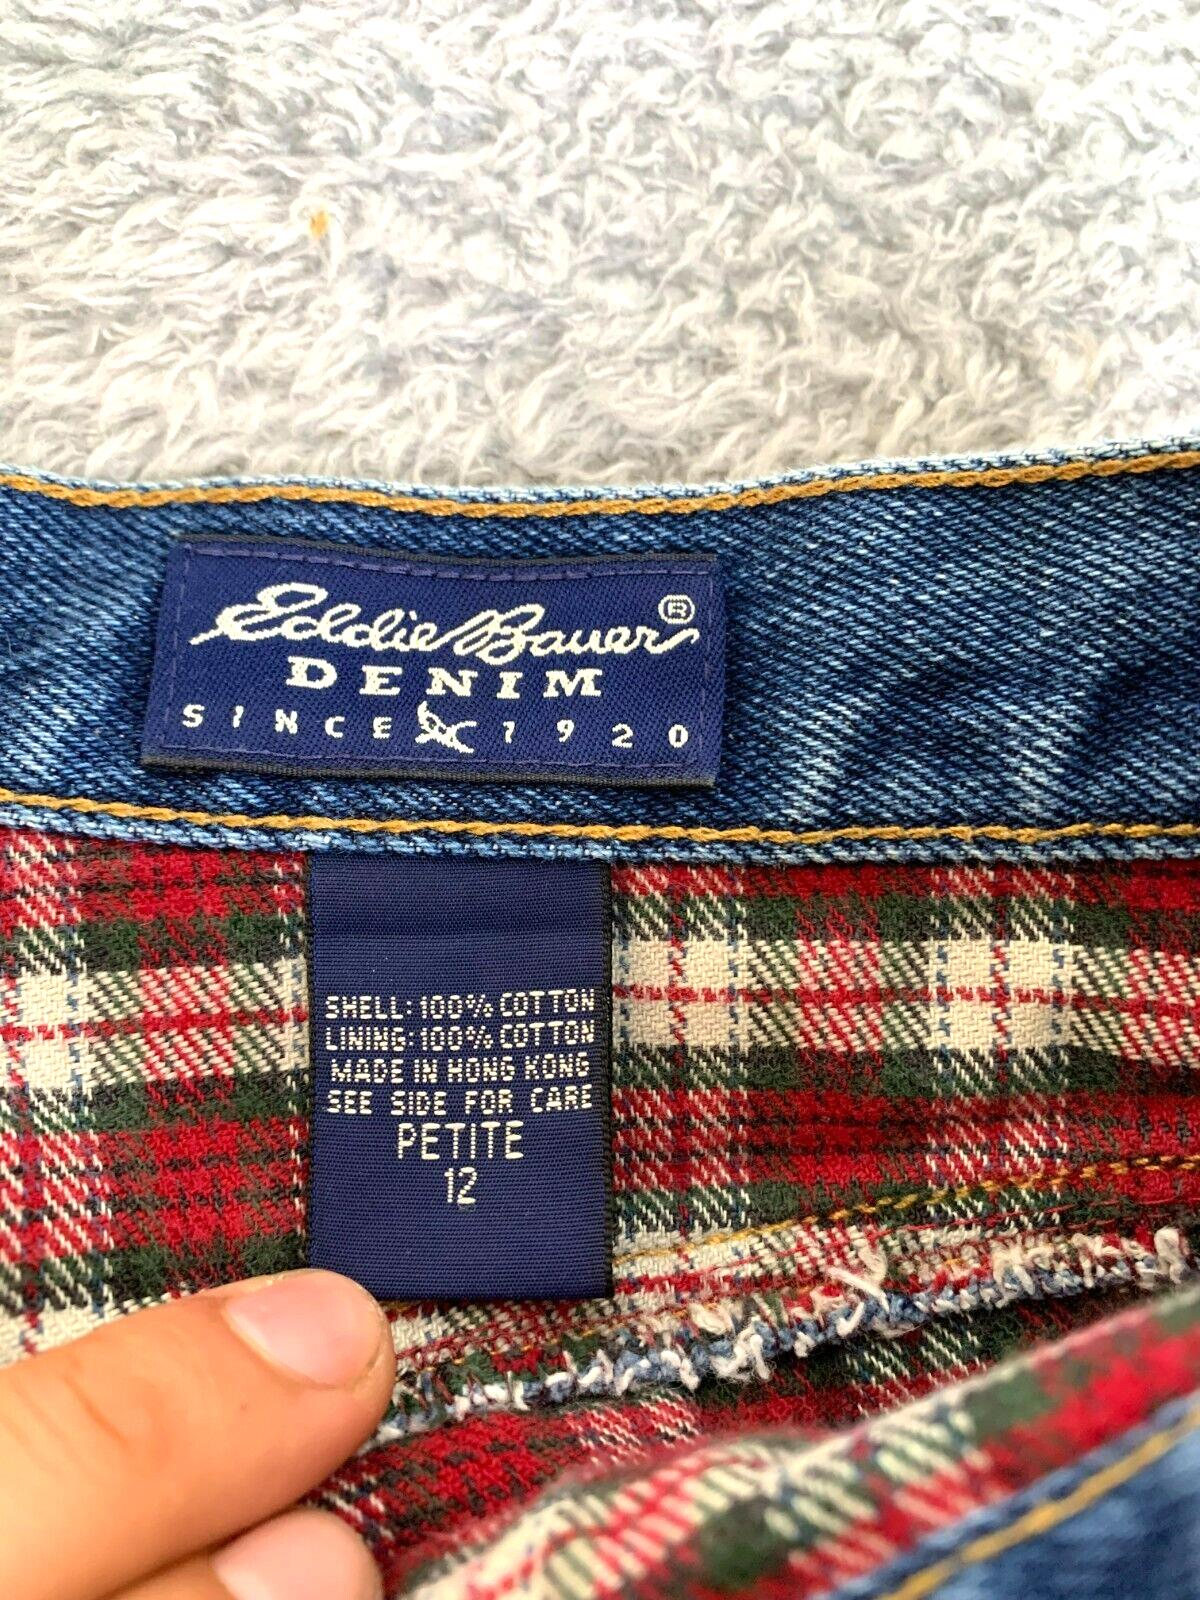 Eddie Bauer®
DENIM
SINCE 1920
SHELL: 100% COTTON
LINING: 100% COTTON
MADE IN HONG KONG
SEE SIDE FOR CARE
PETITE
12